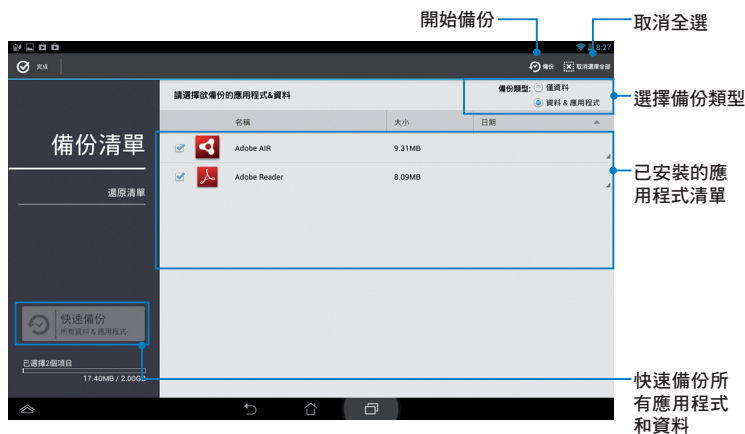 開始備份
取消全選
8:27
完成
備份
取消選擇全部
請選擇欲備份的應用程式&資料
備份類型:
僅資料
資料 & 應用程式
選擇備份類型
名稱
大小
日期
備份清單
還原清單
Adobe AIR
9.31MB
Adobe Reader
8.09MB
已安裝的應
用程式清單
快速備份
所有資料 & 應用程式
已選擇2個項目
17.40MB / 2.00GB
快速備份所
有應用程式
和資料